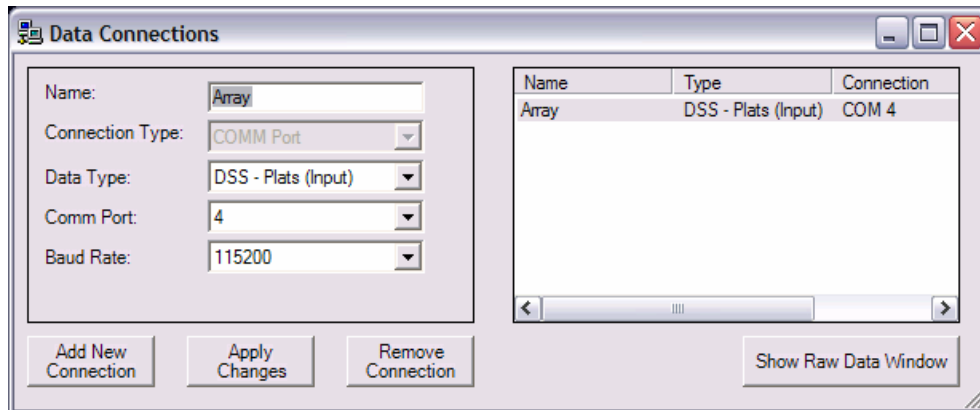 Data Connections
Name: Array
Connection Type: COMM Port
Data Type: DSS - Plats (Input)
Comm Port: 4
Baud Rate: 115200
Name Type Connection
Array DSS - Plats (Input) COM 4
Add New
Connection
Apply
Changes
Remove
Connection
Show Raw Data Window